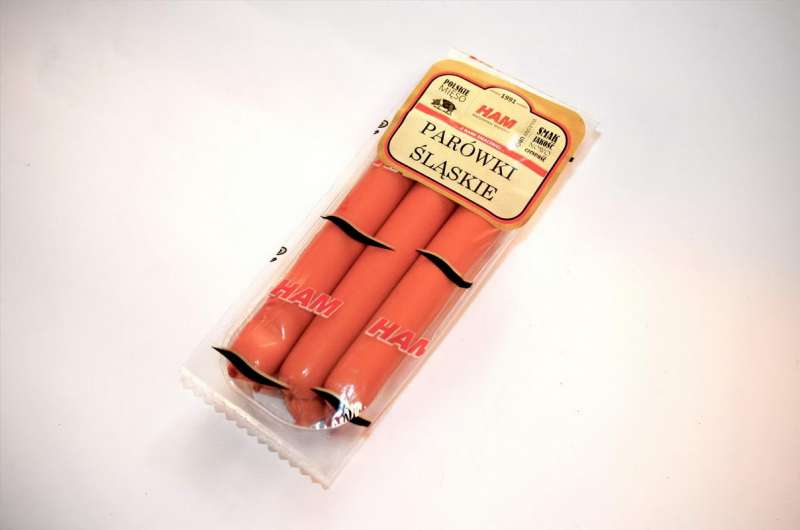 1991
POLSKIE
MIĘSO
HAM
PARÓWKI
ŚLĄSKIE
SMAK
JAKOŚĆ
HAM
HAM